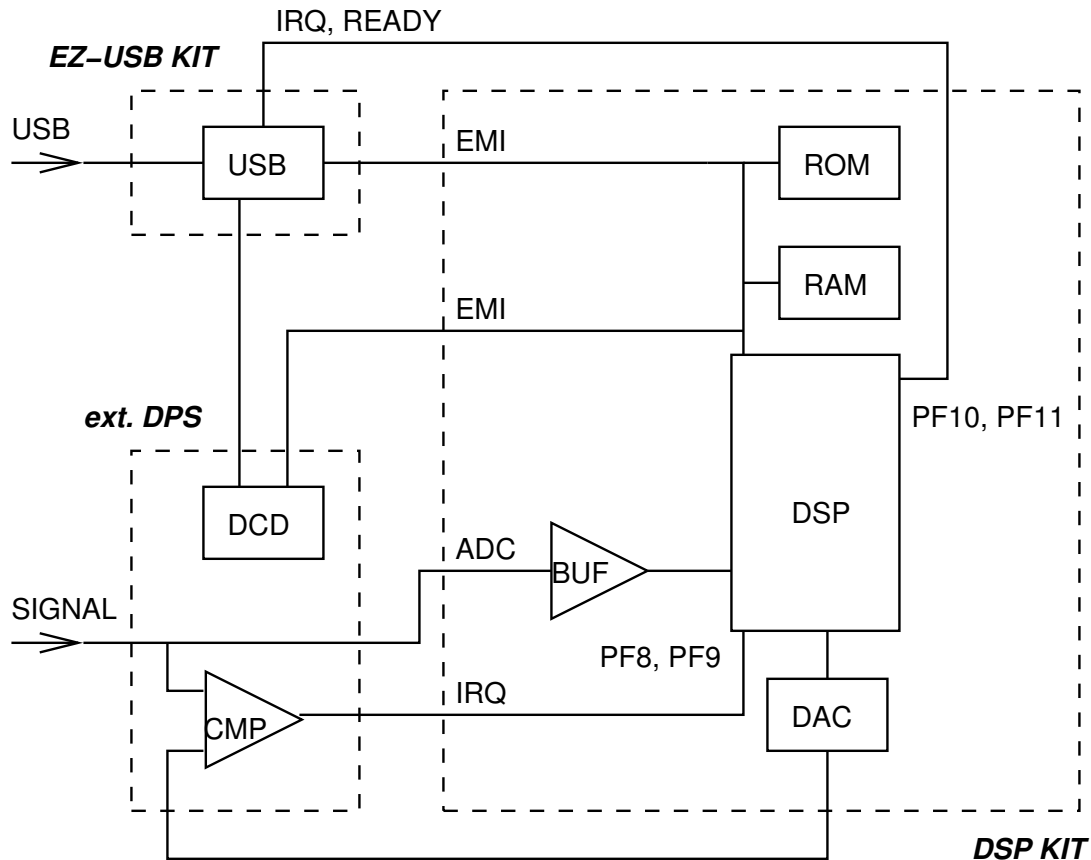 IRQ, READY
EZ–USB KIT
USB
EMI
USB
ROM
RAM
EMI
ext. DPS
PF10, PF11
DCD
DSP
ADC
BUF
SIGNAL
PF8, PF9
IRQ
CMP
DAC
DSP KIT